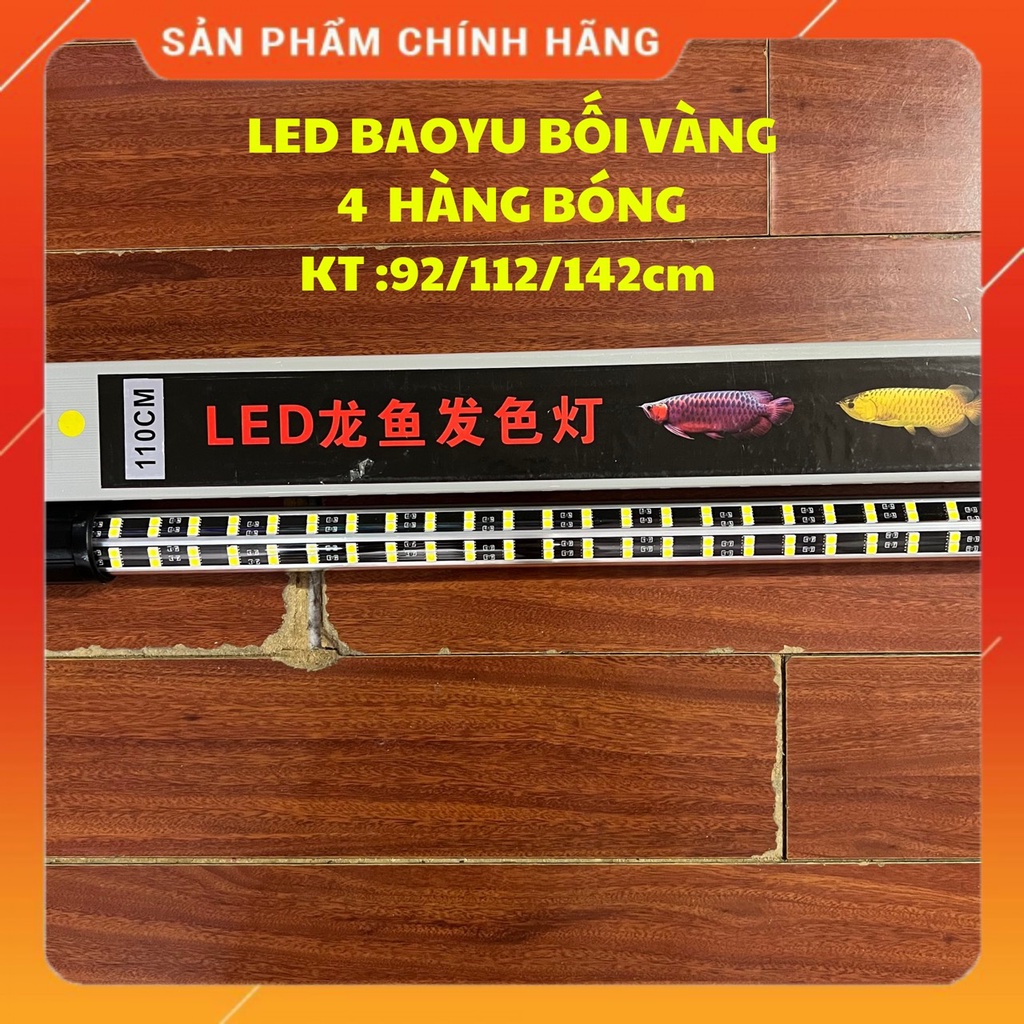 SẢN PHẨM CHÍNH HÃNG
LED BAOYU BỐI VÀNG
4 HÀNG BÓNG
KT :92/112/142cm
110CM
LED龙鱼发色灯